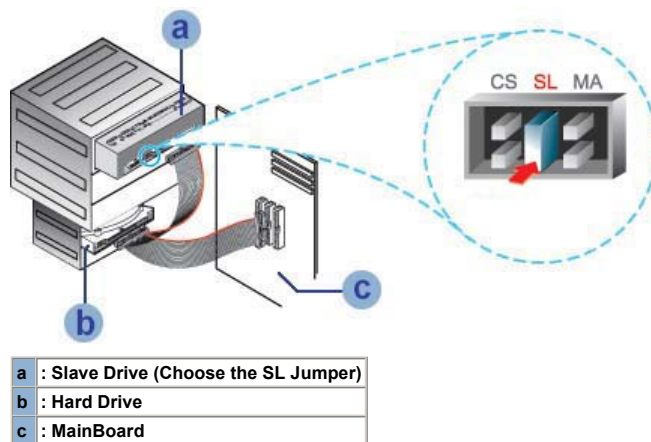 a
CS SL MA
c
b
a : Slave Drive (Choose the SL Jumper)
b : Hard Drive
c : MainBoard